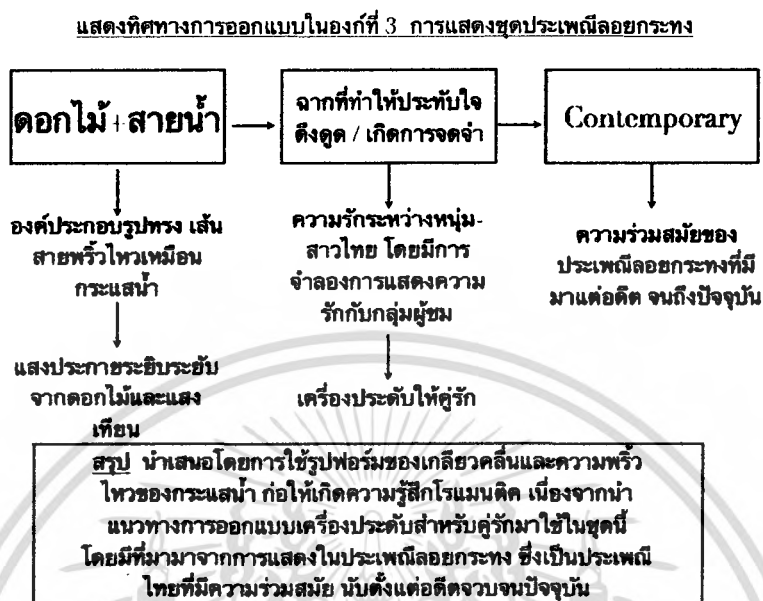 แสดงทิศทางการออกแบบในองก์ที่ 3 การแสดงชุดประเพณีลอยกระทง
ดอกไม้+สายน้ำ
ฉากที่ทำให้ประทับใจ
ดึงดูด / เกิดการจดจำ
Contemporary
องค์ประกอบรูปทรง เส้น
สายพริ้วไหวเหมือน
กระแสน้ำ
ความรักระหว่างหนุ่ม-
สาวไทย โดยมีการ
จำลองการแสดงความ
รักกับกลุ่มผู้ชม
ความร่วมสมัยของ
ประเพณีลอยกระทงที่มี
มาแต่อดีต จนถึงปัจจุบัน
แสงประกายระยิบระยับ
จากดอกไม้และแสง
เทียน
เครื่องประดับให้คู่รัก
สรุป นำเสนอโดยการใช้รูปฟอร์มของเกลียวคลื่นและความพริ้ว
ไหวของกระแสน้ำ ก่อให้เกิดความรู้สึกโรแมนติค เนื่องจากนำ
แนวทางการออกแบบเครื่องประดับสำหรับคู่รักมาใช้ในชุดนี้
โดยมีที่มามาจากการแสดงในประเพณีลอยกระทง ซึ่งเป็นประเพณี
ไทยที่มีความร่วมสมัย นับตั้งแต่อดีตจวบจนปัจจุบัน